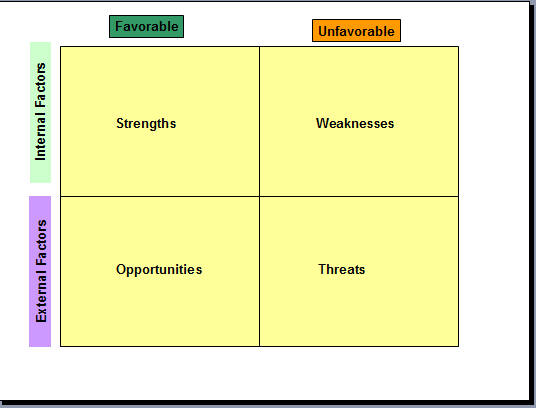 Favorable
Unfavorable
Internal Factors
Strengths
Weaknesses
External Factors
Opportunities
Threats